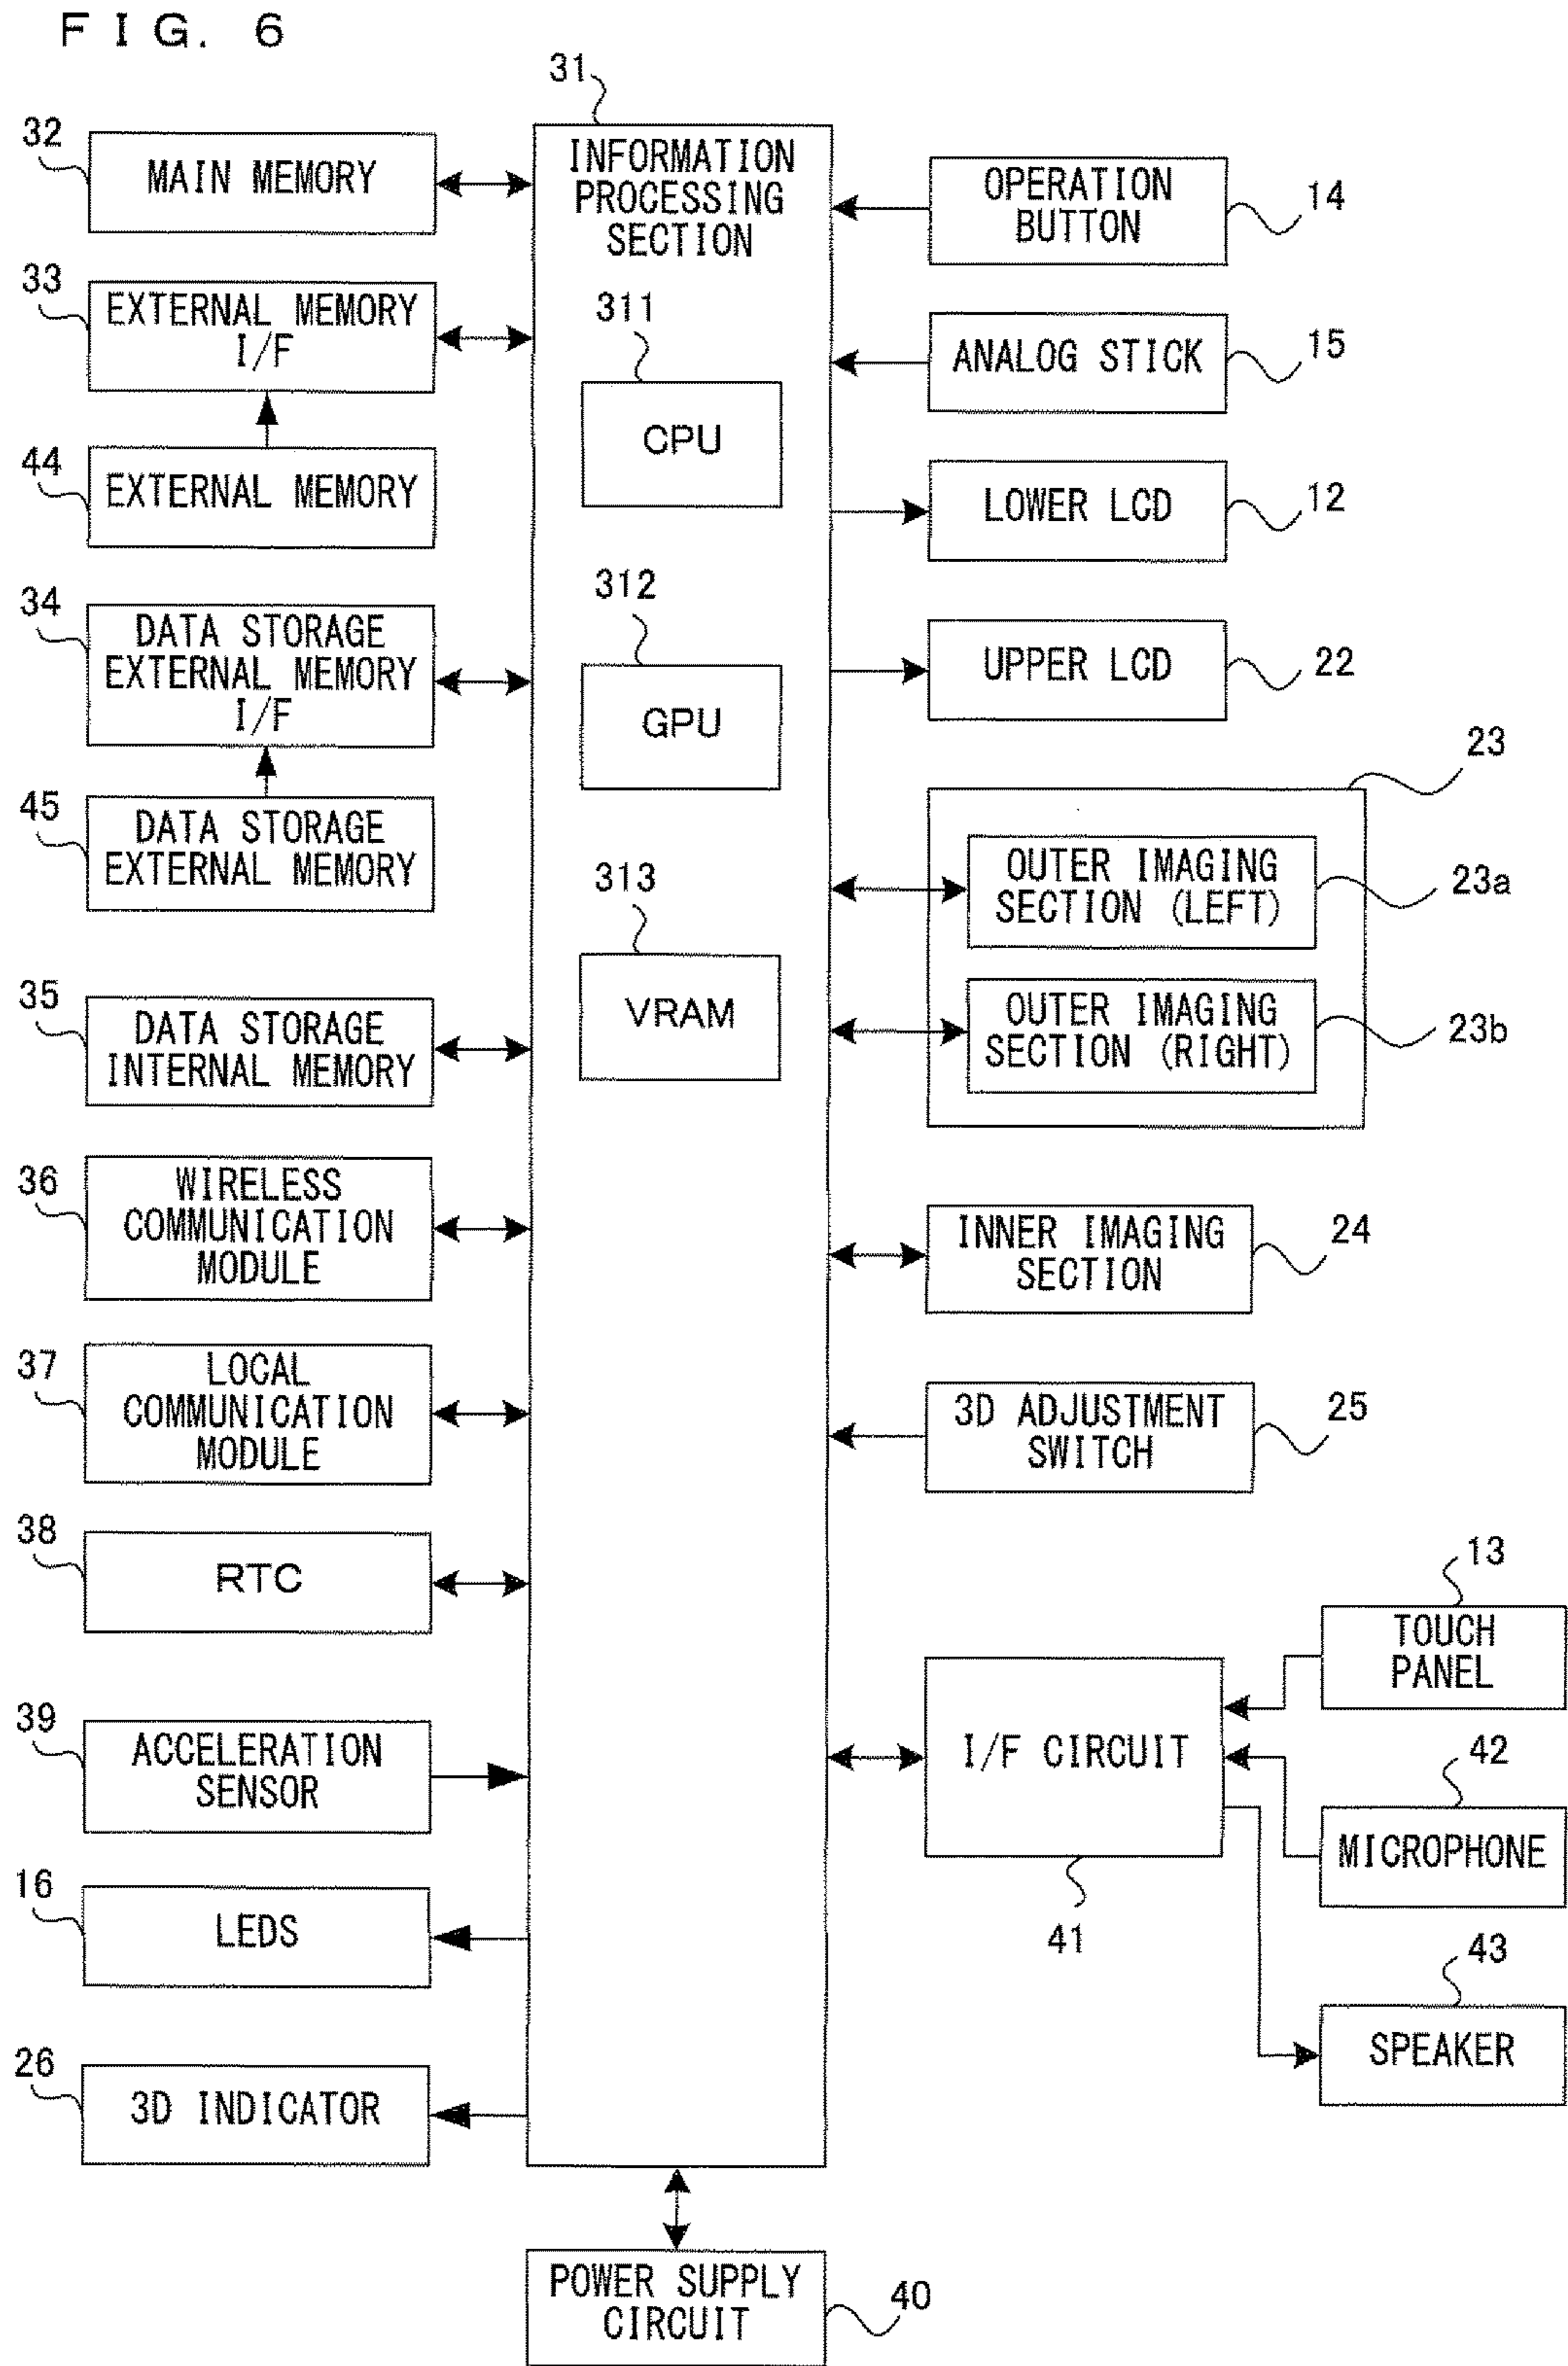 FIG. 6
31
INFORMATION
PROCESSING
SECTION
311
CPU
312
GPU
313
VRAM
32
MAIN MEMORY
33
EXTERNAL MEMORY
I/F
44
EXTERNAL MEMORY
34
DATA STORAGE
EXTERNAL MEMORY
I/F
45
DATA STORAGE
EXTERNAL MEMORY
35
DATA STORAGE
INTERNAL MEMORY
36
WIRELESS
COMMUNICATION
MODULE
37
LOCAL
COMMUNICATION
MODULE
38
RTC
39
ACCELERATION
SENSOR
16
LEDS
26
3D INDICATOR
OPERATION
BUTTON
14
ANALOG STICK
15
LOWER LCD
12
UPPER LCD
22
23
OUTER IMAGING
SECTION (LEFT)
23a
OUTER IMAGING
SECTION (RIGHT)
23b
INNER IMAGING
SECTION
24
3D ADJUSTMENT
SWITCH
25
13
TOUCH
PANEL
I/F CIRCUIT
41
42
MICROPHONE
43
SPEAKER
POWER SUPPLY
CIRCUIT
40